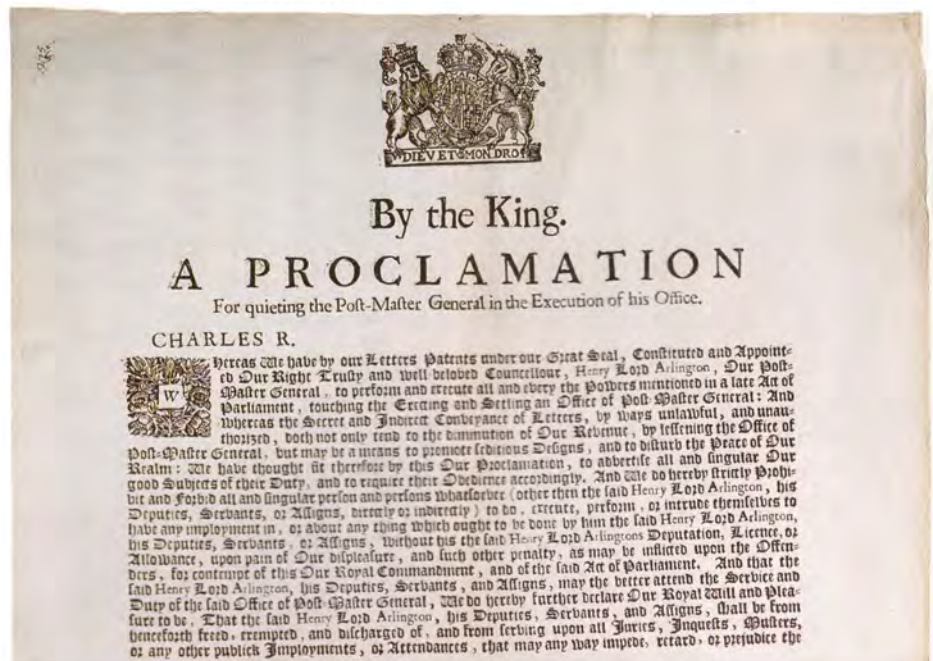 DIEV ET MON DROIT
By the King.
A PROCLAMATION
For quieting the Post-Master General in the Execution of his Office.
CHARLES R.
WHereas We have by our Letters Patents under our Great Seal, Constituted and Appoint-
ed Our Right Trusty and well beloved Councellour, Henry Lord Arlington, Our Post-
Master General, to perform and execute all and every the Powers mentioned in a late Act of
Parliament, touching the Erecting and Setling an Office of Post-Master General: And
whereas the Secret and Indirect Conveyance of Letters, by ways unlawful, and unau-
thorized, doth not only tend to the diminution of Our Revenue, by lessening the Office of
Post-Master General, but may be a means to promote seditious Designs, and to disturb the Peace of Our
Realm: We have thought fit therefore by this Our Proclamation, to advertise all and singular Our
good Subjects of their Duty, and to require their Obedience accordingly. And We do hereby strictly Prohi-
bit and Forbid all and singular person and persons whatsoever (other then the said Henry Lord Arlington, his
Deputies, Servants, or Assigns, directly or indirectly) to do, execute, perform, or intrude themselves to
have any imployment in, or about any thing which ought to be done by him the said Henry Lord Arlington,
his Deputies, Servants, or Assigns, without his the said Henry Lord Arlingtons Deputation, Licence, or
Allowance, upon pain of Our displeasure, and such other penalty, as may be inflicted upon the Offen-
ders, for contempt of this Our Royal Commandment, and of the said Act of Parliament. And that the
said Henry Lord Arlington, his Deputies, Servants, and Assigns, may the better attend the Service and
Duty of the said Office of Post-Master General, We do hereby further declare Our Royal Will and Plea-
sure to be, That the said Henry Lord Arlington, his Deputies, Servants, and Assigns, shall be from
henceforth freed, exempted, and discharged of, and from serving upon all Juries, Inquests, Musters,
or any other publick Imployments, or Attendances, that may any way impede, retard, or prejudice the